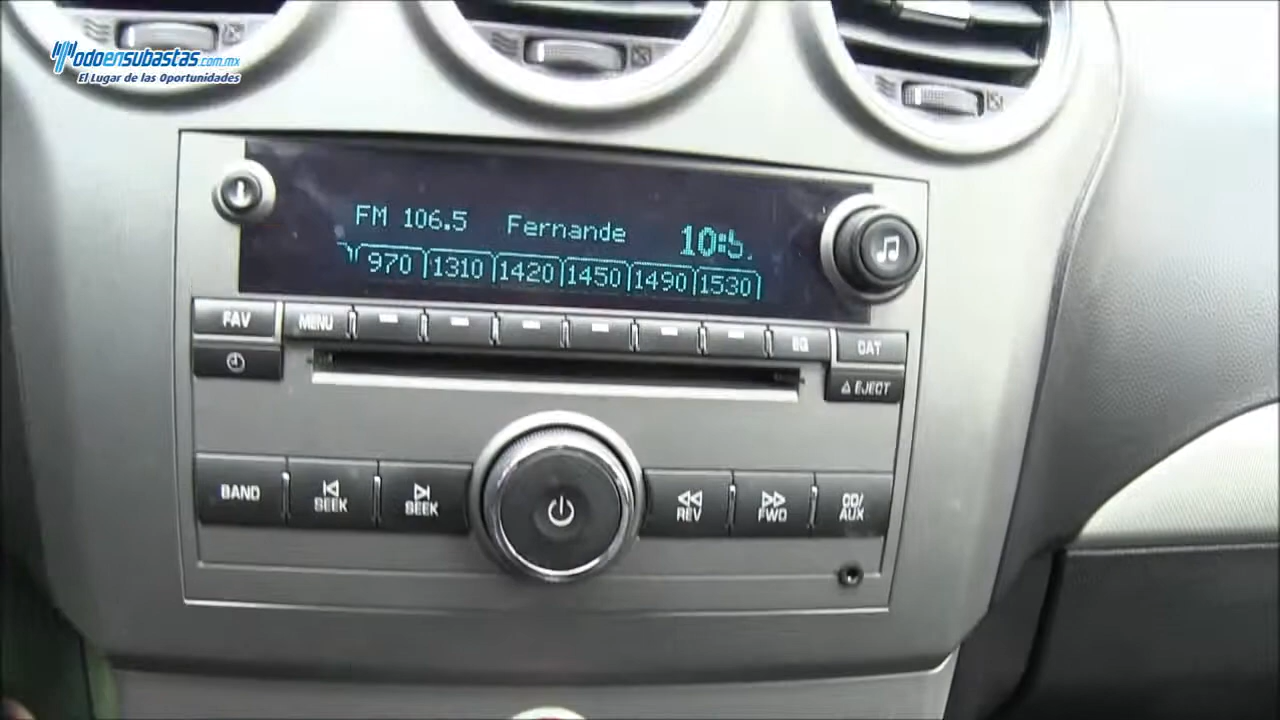 Todoensubastas.com.mx
El Lugar de las Oportunidades
FM 106.5 Fernande
970 1310 1420 1450 1490 1530
FAV MENU EQ CAT
EJECT
BAND SEEK SEEK REV FWD CD/
AUX